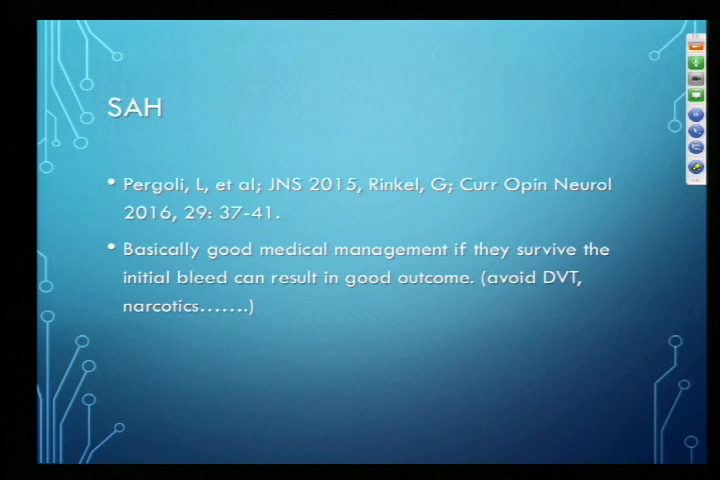 SAH
• Pergoli, L, et al; JNS 2015, Rinkel, G; Curr Opin Neurol
2016, 29: 37-41.
• Basically good medical management if they survive the
initial bleed can result in good outcome. (avoid DVT,
narcotics…….)